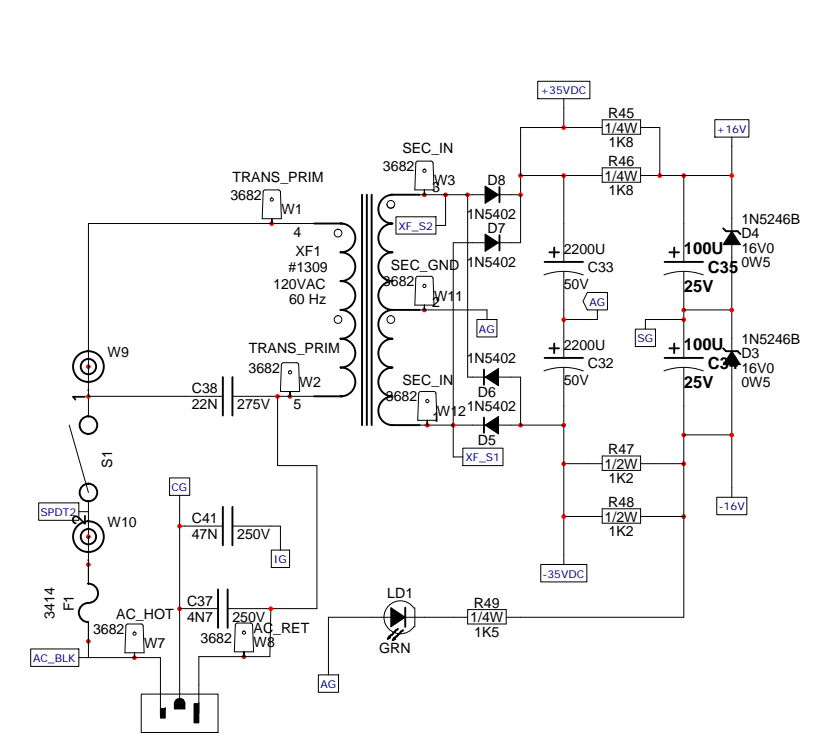 +35VDC
R45
1/4W
1K8
+16V
SEC_IN
3682
W3
3
D8
1N5402
R46
1/4W
1K8
TRANS_PRIM
3682
W1
4
XF_S2
D7
1N5402
1N5246B
D4
16V0
0W5
XF1
#1309
120VAC
60 Hz
SEC_GND
3682
W11
2
AG
2200U
C33
50V
AG
100U
C35
25V
SG
TRANS_PRIM
3682
W2
5
W9
1
C38
22N
275V
SEC_IN
3682
W12
1N5402
D6
1N5402
D5
XF_S1
2200U
C32
50V
100U
25V
1N5246B
D3
16V0
0W5
S1
SPDT2
2
W10
CG
C41
47N
250V
IG
R47
1/2W
1K2
R48
1/2W
1K2
-16V
-35VDC
3414
F1
C37
4N7
250V
AC_HOT
3682
W7
AC_RET
3682
W8
AC_BLK
LD1
GRN
R49
1/4W
1K5
AG